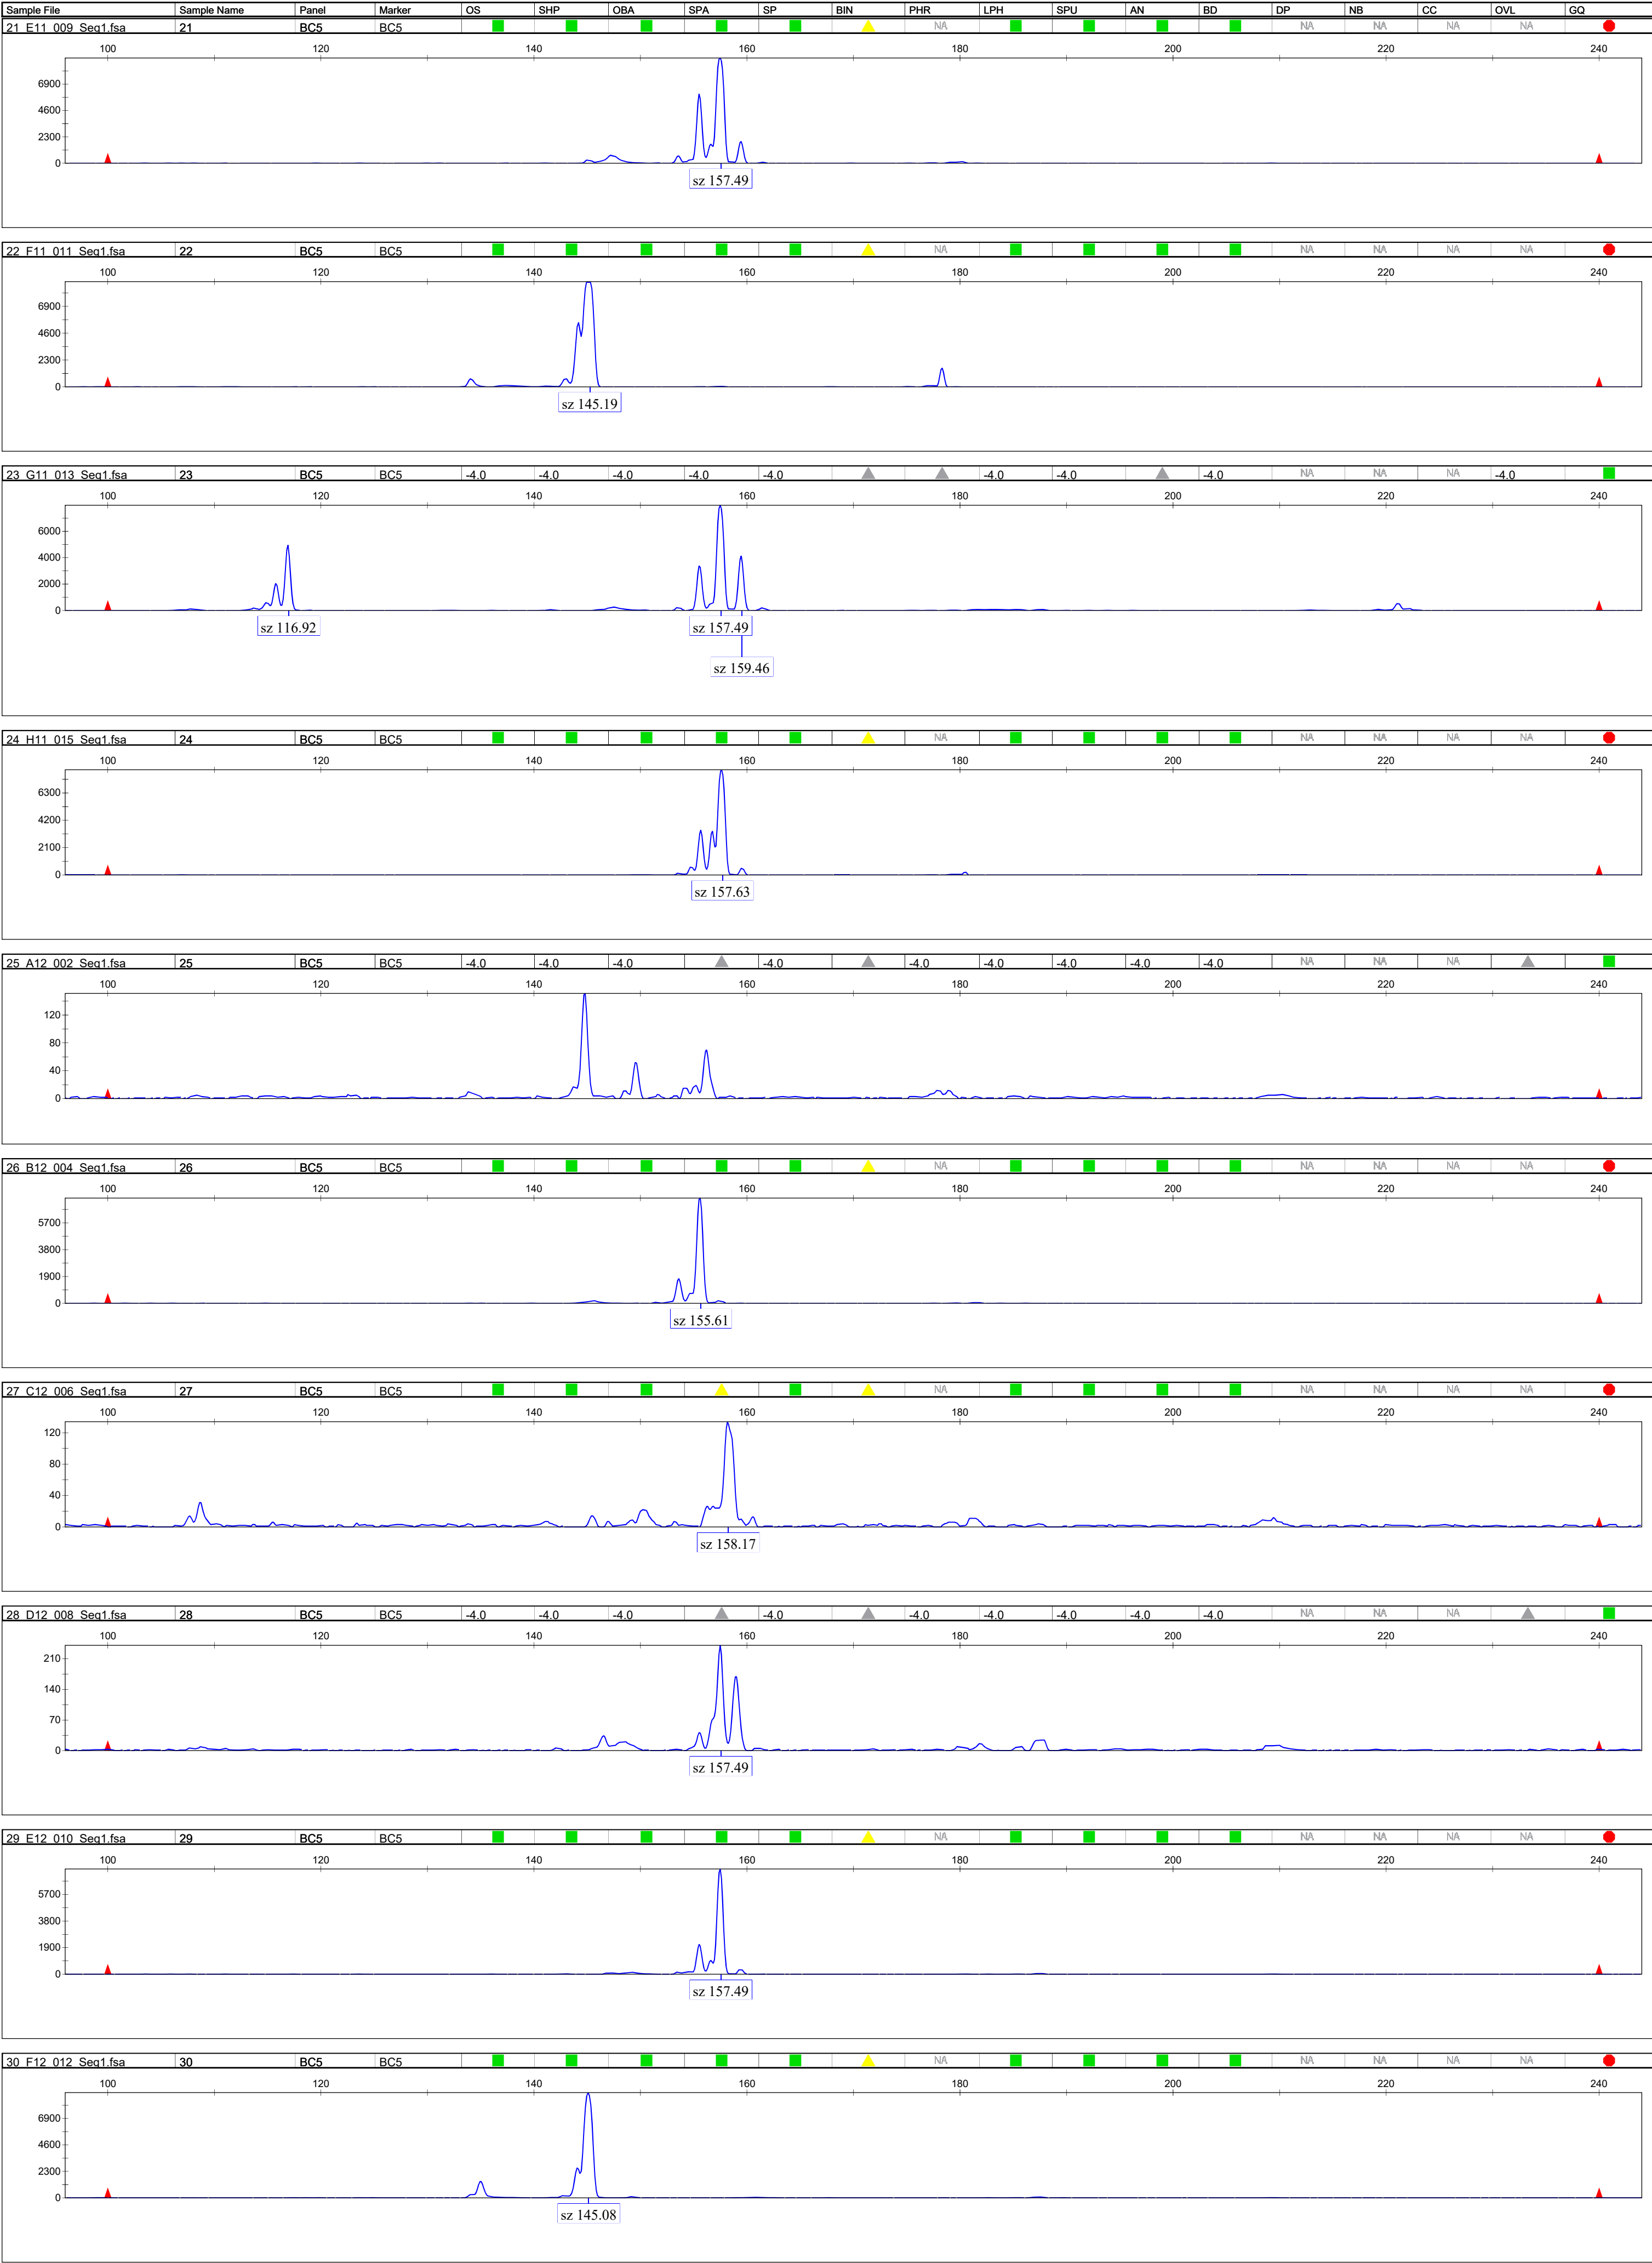 Sample File Sample Name Panel Marker OS SHP OBA SPA SP BIN PHR LPH SPU AN BD DP NB CC OVL GQ
21_E11_009_Seq1.fsa 21 BC5 BC5 NA NA NA NA NA
100 120 140 160 180 200 220 240
6900
4600
2300
0
sz 157.49
22_F11_011_Seq1.fsa 22 BC5 BC5 NA NA NA NA NA
100 120 140 160 180 200 220 240
6900
4600
2300
0
sz 145.19
23_G11_013_Seq1.fsa 23 BC5 BC5 -4.0 -4.0 -4.0 -4.0 -4.0 -4.0 -4.0 -4.0 NA NA NA -4.0
100 120 140 160 180 200 220 240
6000
4000
2000
0
sz 116.92 sz 157.49
sz 159.46
24_H11_015_Seq1.fsa 24 BC5 BC5 NA NA NA NA NA
100 120 140 160 180 200 220 240
6300
4200
2100
0
sz 157.63
25_A12_002_Seq1.fsa 25 BC5 BC5 -4.0 -4.0 -4.0 -4.0 -4.0 -4.0 -4.0 -4.0 -4.0 NA NA NA
100 120 140 160 180 200 220 240
120
80
40
0
26_B12_004_Seq1.fsa 26 BC5 BC5 NA NA NA NA NA
100 120 140 160 180 200 220 240
5700
3800
1900
0
sz 155.61
27_C12_006_Seq1.fsa 27 BC5 BC5 NA NA NA NA NA
100 120 140 160 180 200 220 240
120
80
40
0
sz 158.17
28_D12_008_Seq1.fsa 28 BC5 BC5 -4.0 -4.0 -4.0 -4.0 -4.0 -4.0 -4.0 -4.0 -4.0 NA NA NA
100 120 140 160 180 200 220 240
210
140
70
0
sz 157.49
29_E12_010_Seq1.fsa 29 BC5 BC5 NA NA NA NA NA
100 120 140 160 180 200 220 240
5700
3800
1900
0
sz 157.49
30_F12_012_Seq1.fsa 30 BC5 BC5 NA NA NA NA NA
100 120 140 160 180 200 220 240
6900
4600
2300
0
sz 145.08